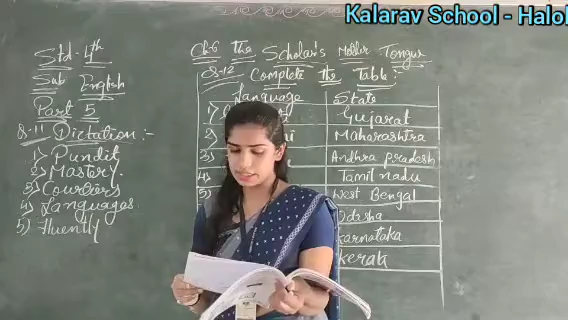 Kalarav School - Halol
Std - 4th
Sub English
Part 5
Q-11 Dictation :-
1) Pundit
2) Mastery.
3) Courtiers
4) Languages
5) Fluently
Ch-6 The Scholar's Mother Tongue
Q-12 Complete the Table :-
Language State
1) Gujarat
2) Maharashtra
3) Andhra pradesh
4) Tamil nadu
5) West Bengal
Odisha
Karnataka
Kerala